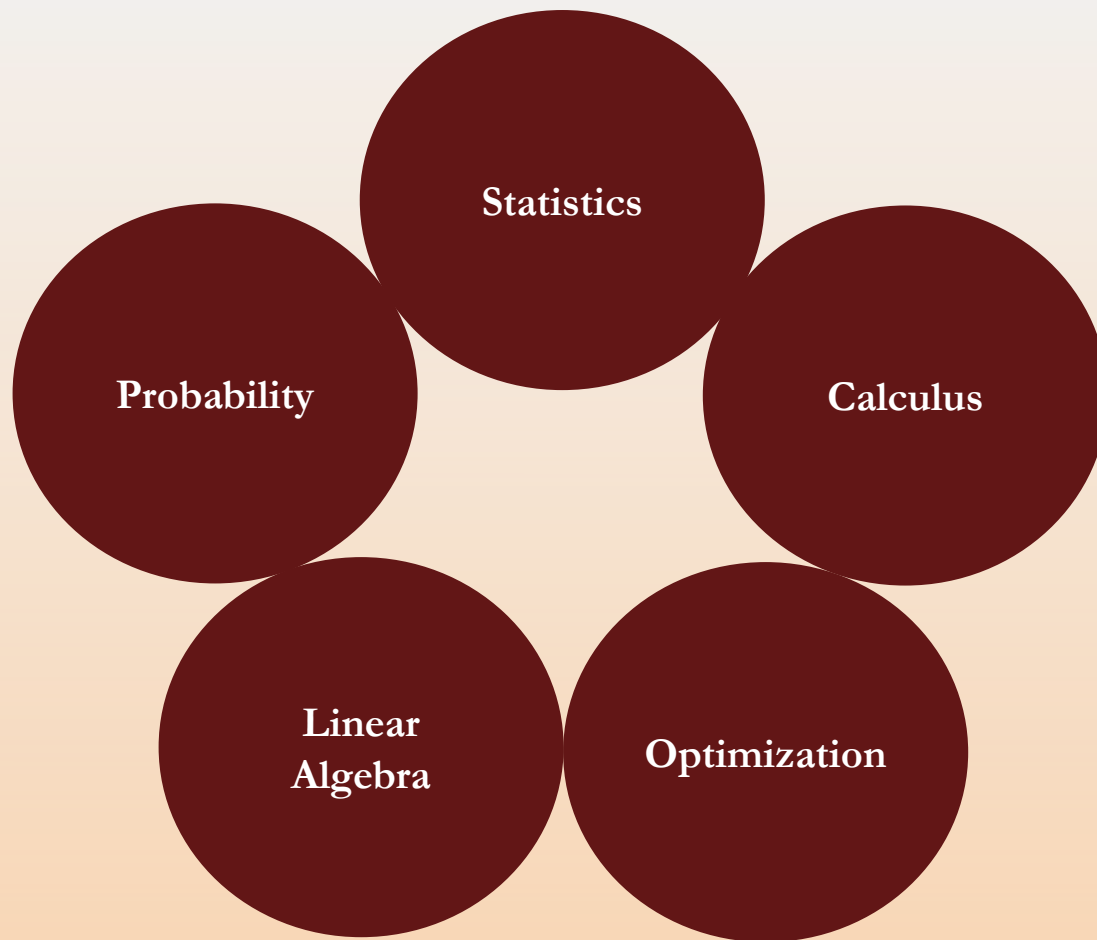 Statistics
Probability
Calculus
Linear
Algebra
Optimization